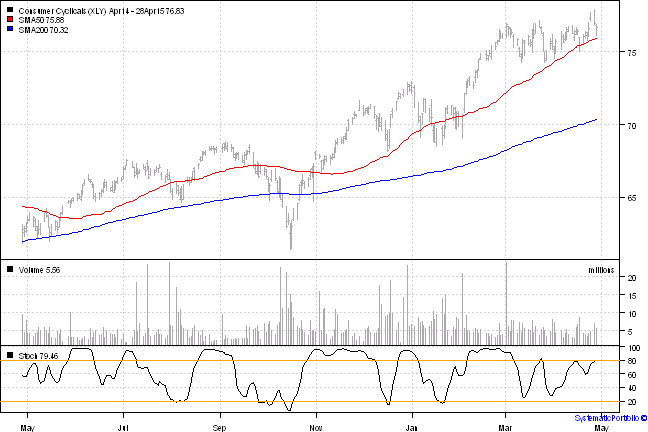 Consumer Cyclicals (XLY) Apr14 - 28Apr15 76.83
SMA50 75.88
SMA200 70.32
75
70
65
Volume 5.56
millions
20
15
10
5
Stoch 79.46
100
80
60
40
20
May Jul Sep Nov Jan Mar May
SystematicPortfolio ©